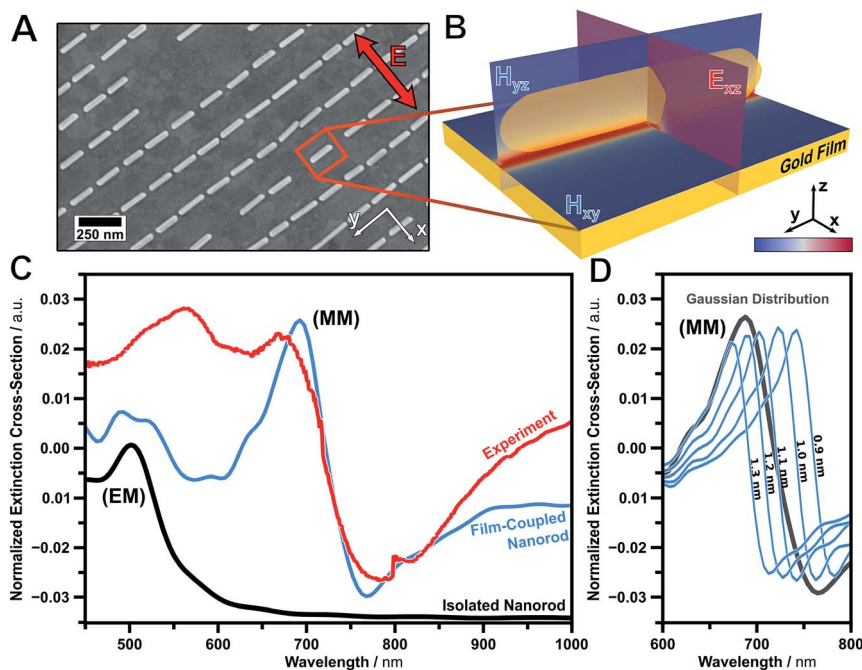 A
E
250 nm
y
x
B
H_yz
E_xz
H_xy
Gold Film
z
y
x
C
Normalized Extinction Cross-Section / a.u.
0.03
0.02
0.01
0.00
0.01
−0.02
−0.03
(EM)
(MM)
Experiment
Film-Coupled
Nanorod
Isolated Nanorod
500
600
700
800
900
1000
Wavelength / nm
D
Normalized Extinction Cross-Section / a.u.
0.03
0.02
0.01
0.00
0.01
−0.02
−0.03
Gaussian Distribution
(MM)
1.3 nm
1.2 nm
1.1 nm
1.0 nm
0.9 nm
600
700
800
Wavelength / nm